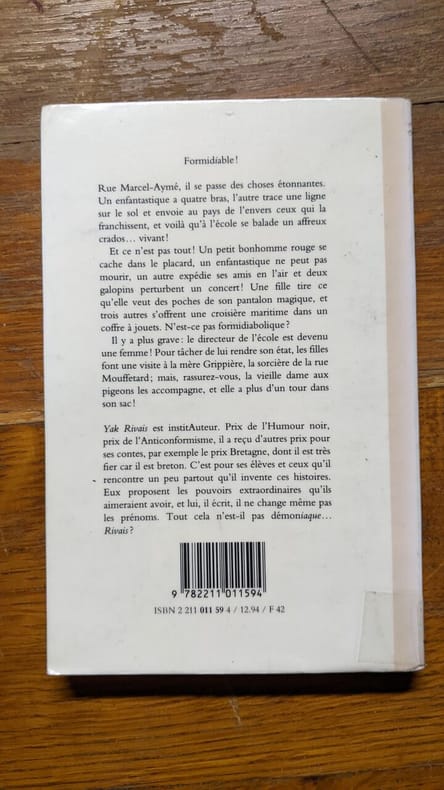 Formidiable !
Rue Marcel-Aymé, il se passe des choses étonnantes.
Un enfantastique a quatre bras, l'autre trace une ligne
sur le sol et envoie au pays de l'envers ceux qui la
franchissent, et voilà qu'à l'école se balade un affreux
crados... vivant !
Et ce n'est pas tout ! Un petit bonhomme rouge se
cache dans le placard, un enfantastique ne peut pas
mourir, un autre expédie ses amis en l'air et deux
galopins perturbent un concert ! Une fille tire ce
qu'elle veut des poches de son pantalon magique, et
trois autres s'offrent une croisière maritime dans un
coffre à jouets. N'est-ce pas formidiabolique ?
Il y a plus grave : le directeur de l'école est devenu
une femme ! Pour tâcher de lui rendre son état, les filles
font une visite à la mère Grippière, la sorcière de la rue
Mouffetard ; mais, rassurez-vous, la vieille dame aux
pigeons les accompagne, et elle a plus d'un tour dans
son sac !
Yak Rivais est institAuteur. Prix de l'Humour noir,
prix de l'Anticonformisme, il a reçu d'autres prix pour
ses contes, par exemple le prix Bretagne, dont il est très
fier car il est breton. C'est pour ses élèves et ceux qu'il
rencontre un peu partout qu'il invente ces histoires.
Eux proposent les pouvoirs extraordinaires qu'ils
aimeraient avoir, et lui, il écrit, il ne change même pas
les prénoms. Tout cela n'est-il pas démoniaque...
Rivais ?
9 782211 011594
ISBN 2 211 011 59 4 / 12.94 / F 42